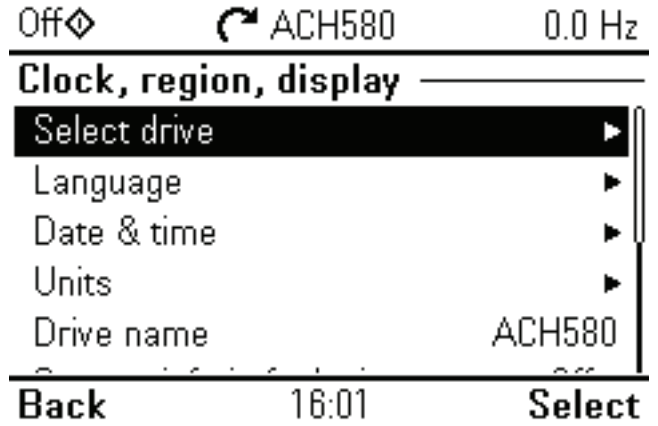 Off ACH580 0.0 Hz
Clock, region, display
Select drive
Language
Date & time
Units
Drive name ACH580
Back 16:01 Select